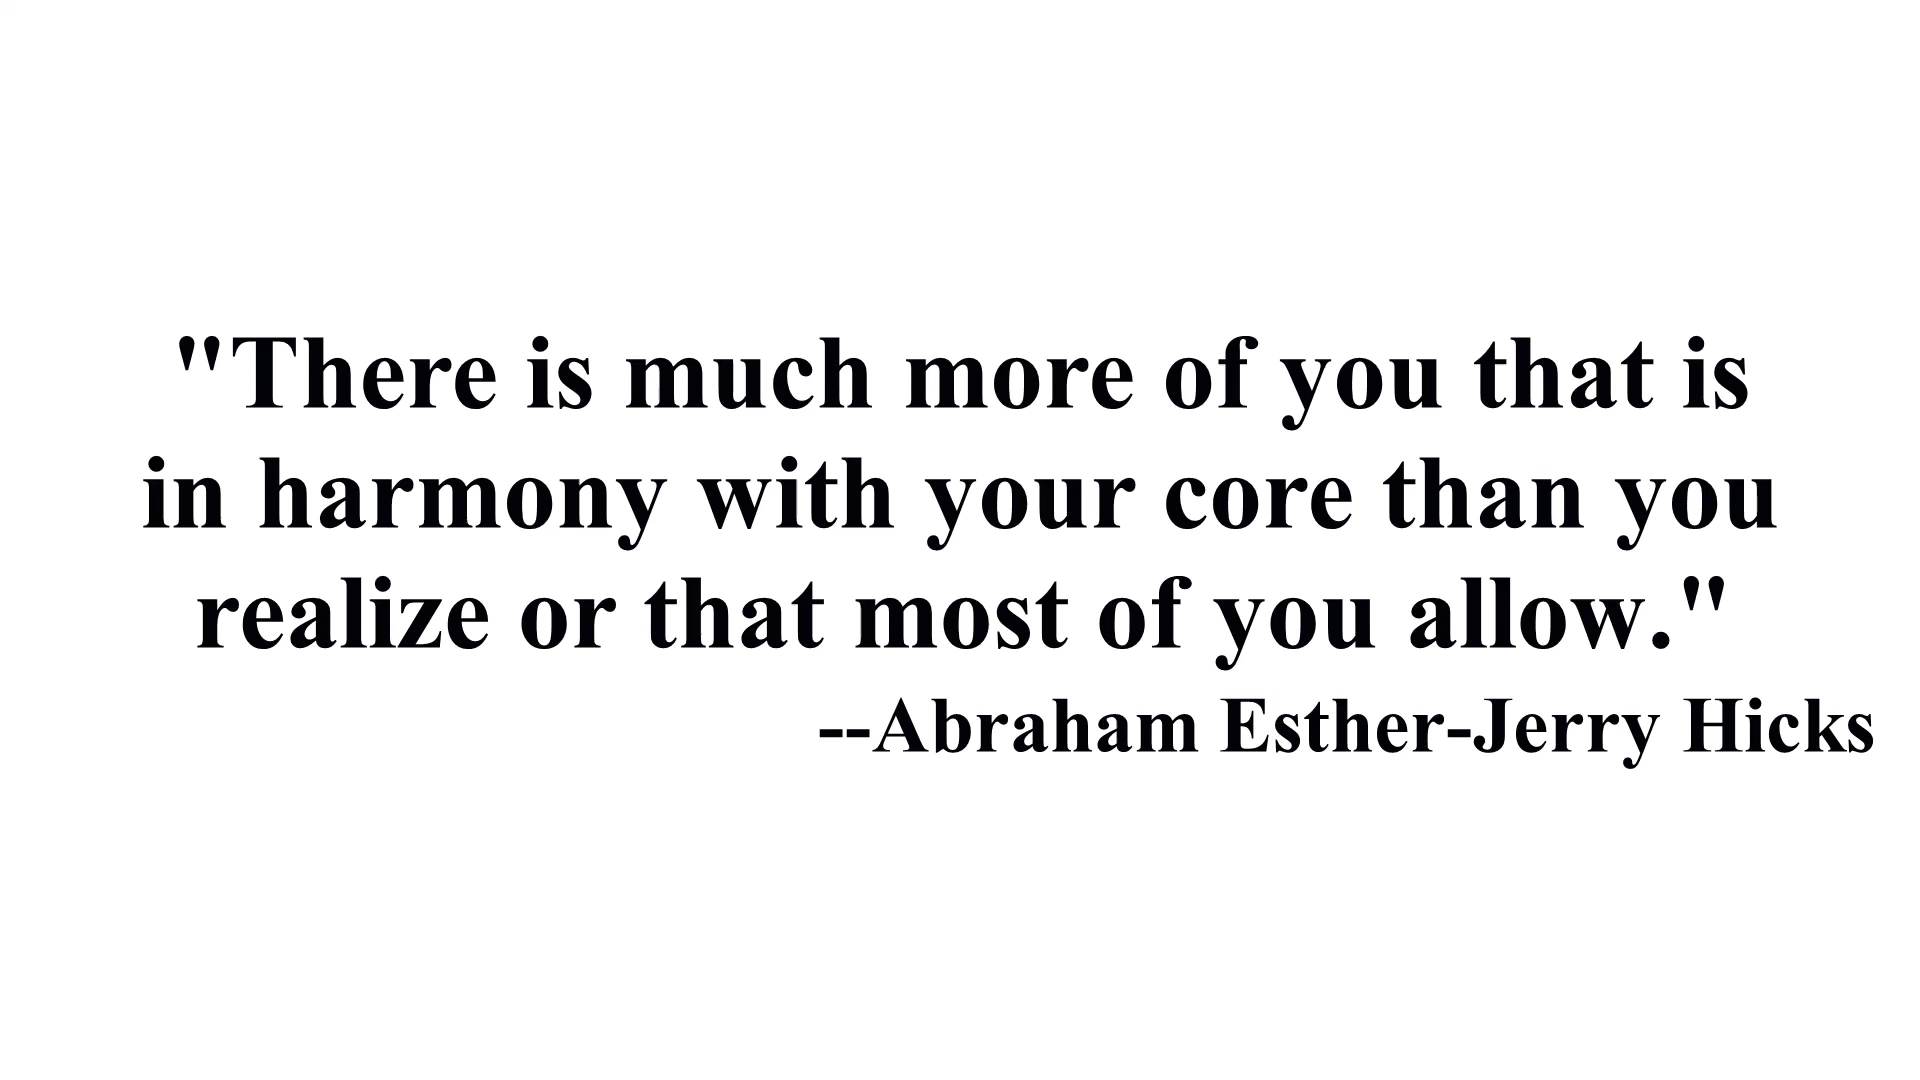 "There is much more of you that is
in harmony with your core than you
realize or that most of you allow."
--Abraham Esther-Jerry Hicks